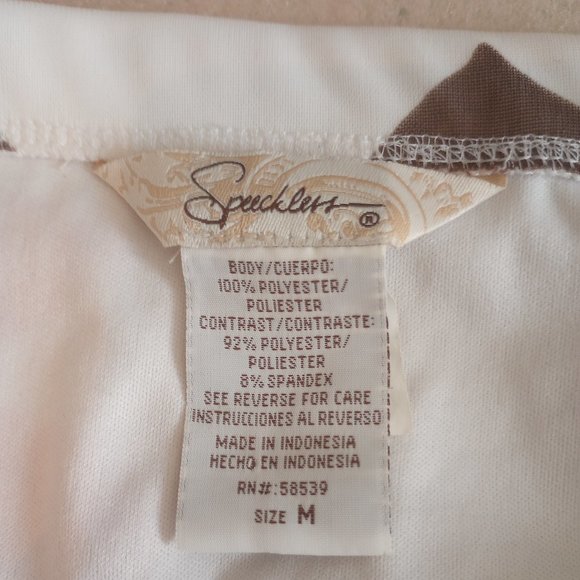 Speckless®
BODY/CUERPO:
100% POLYESTER/
POLIESTER
CONTRAST/CONTRASTE:
92% POLYESTER/
POLIESTER
8% SPANDEX
SEE REVERSE FOR CARE
INSTRUCCIONES AL REVERSO
MADE IN INDONESIA
HECHO EN INDONESIA
RN#:58539
SIZE M